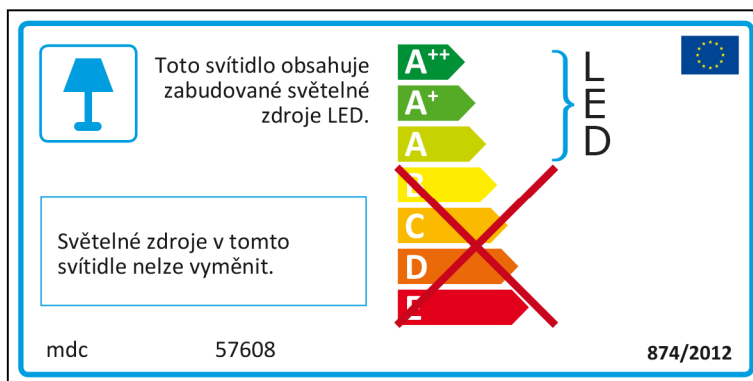 Toto svítidlo obsahuje
zabudované světelné
zdroje LED.
A++
A+
A
B
C
D
E
L
E
D
Světelné zdroje v tomto
svítidle nelze vyměnit.
mdc 57608
874/2012